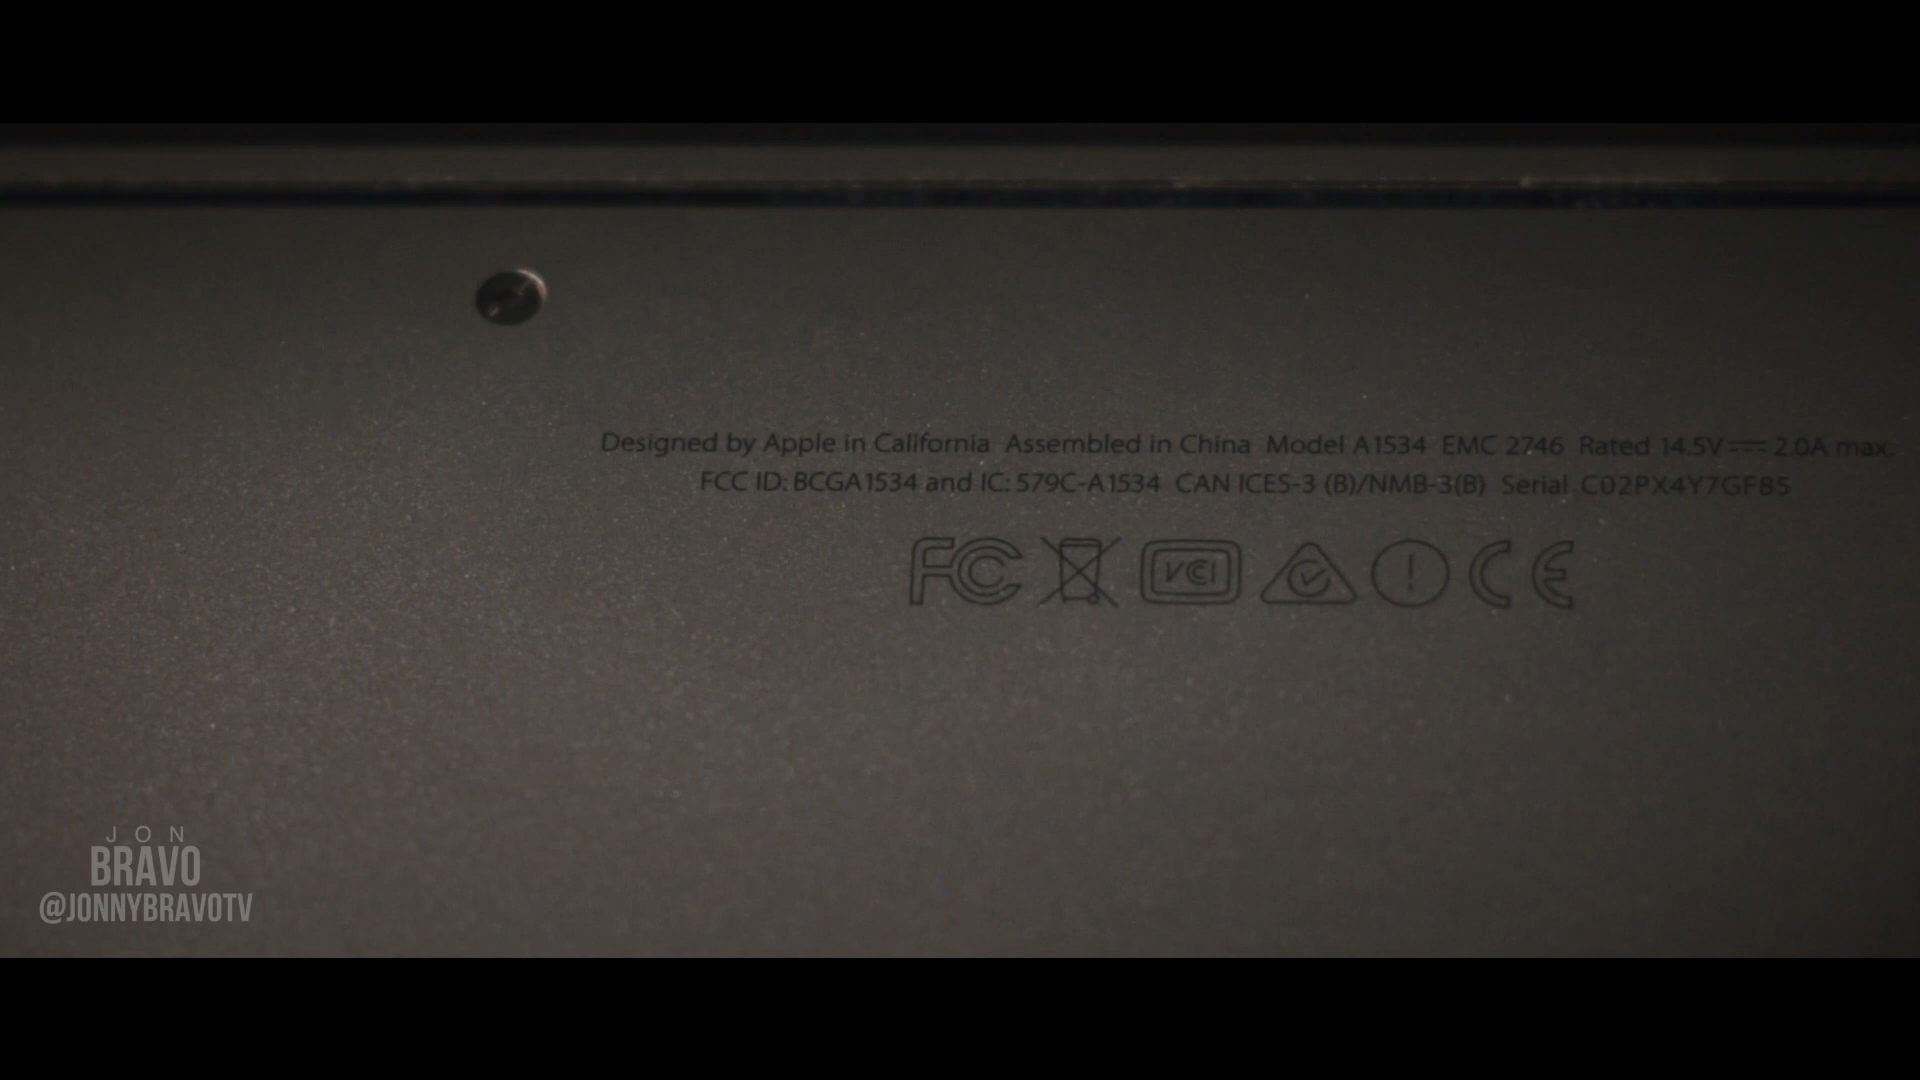 Designed by Apple in California Assembled in China Model A1534 EMC 2746 Rated 14.5V⎓2.0A max.
FCC ID: BCGA1534 and IC: 579C-A1534 CAN ICES-3 (B)/NMB-3(B) Serial C02PX4Y7GF85
FC VCI ! CE
JON
BRAVO
@JONNYBRAVOTV